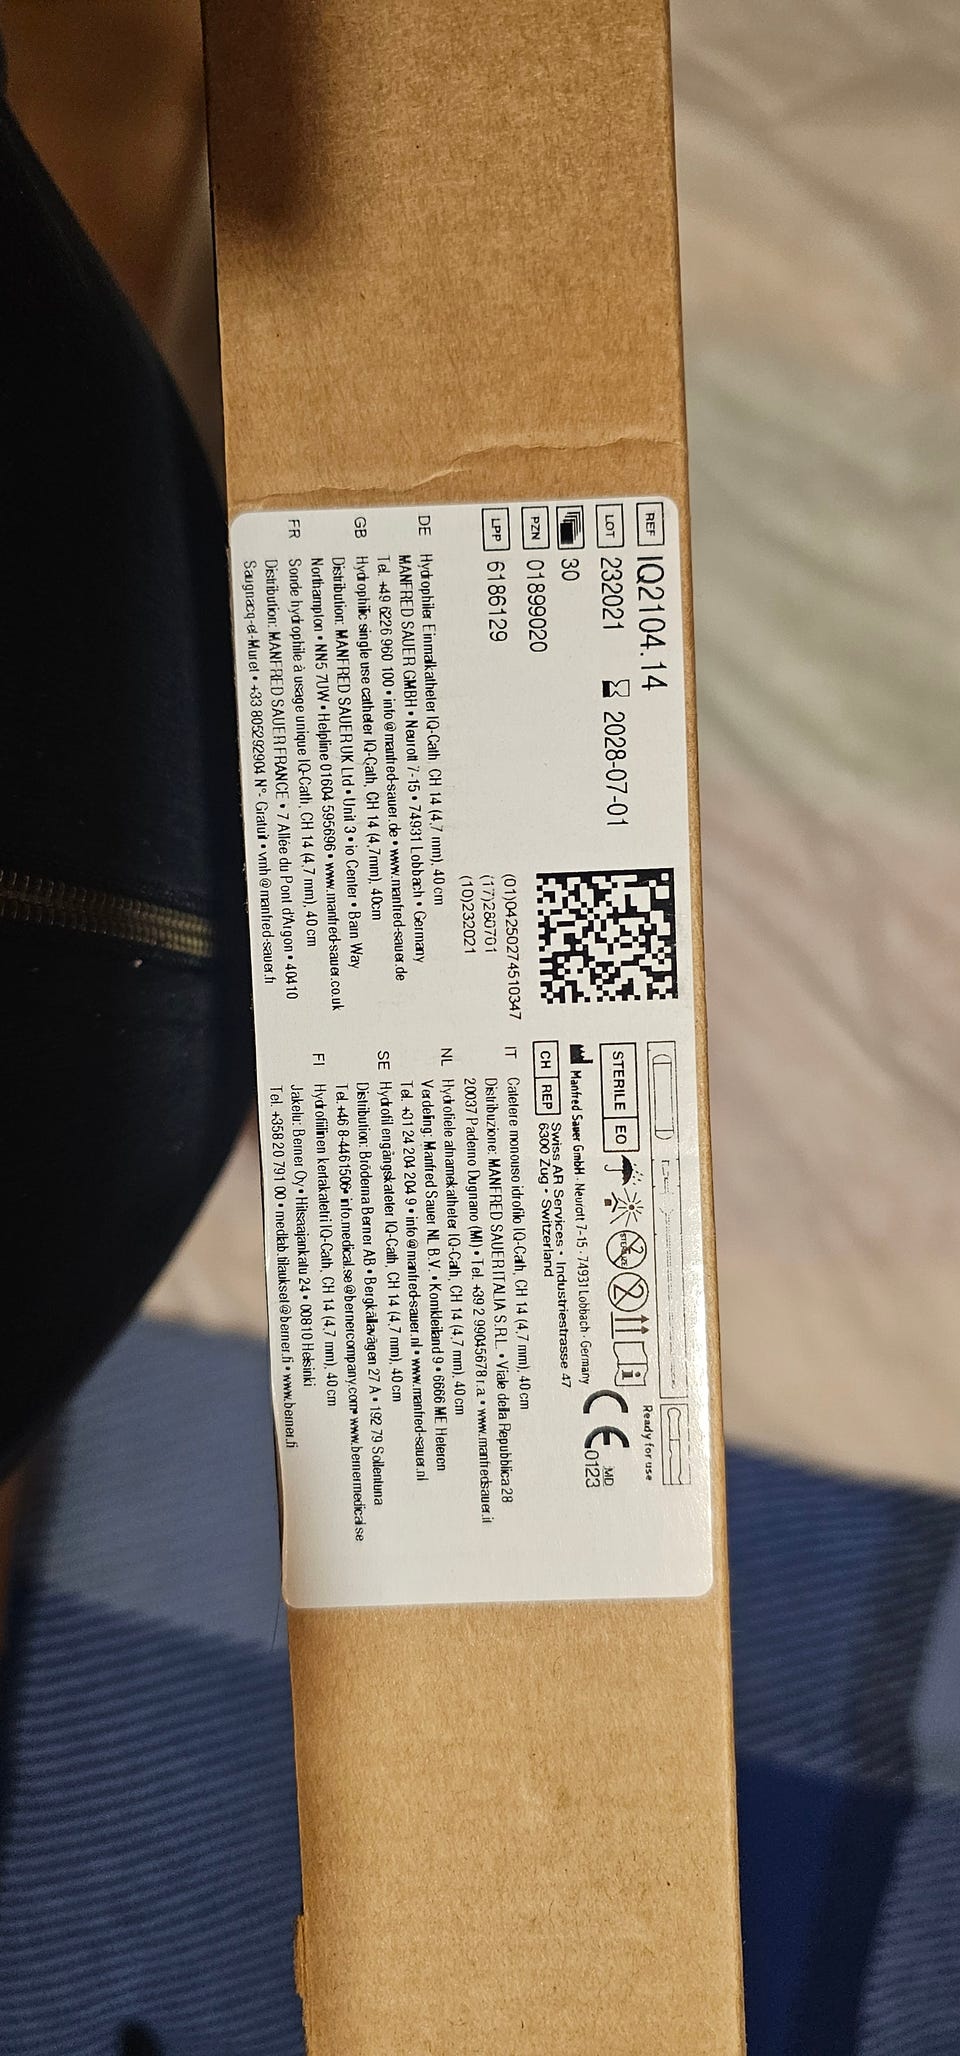 REF IQ2104.14
LOT 232021 2028-07-01
30
PZN 01899020
LPP 6186129
(01)04250274510347
(17)280701
(10)232021
DE Hydrophiler Einmalkatheter IQ-Cath, CH 14 (4,7 mm), 40 cm
MANFRED SAUER GMBH • Neurott 7-15 • 74931 Lobbach • Germany
Tel. +49 6226 960 100 • info@manfred-sauer.de • www.manfred-sauer.de
GB Hydrophilic single use catheter IQ-Cath, CH 14 (4,7mm), 40cm
Distribution: MANFRED SAUER UK Ltd • Unit 3 • io Center • Barn Way
Northampton • NN5 7UW • Helpline 01604 595696 • www.manfred-sauer.co.uk
FR Sonde hydrophile à usage unique IQ-Cath, CH 14 (4,7 mm), 40 cm
Distribution: MANFRED SAUER FRANCE • 7 Allée du Pont d'Argon • 40410
Saugnacq-et-Muret • +33 805292904 N°. Gratuit • vmh@manfred-sauer.fr
Ready for use
STERILE EO
MD
CE 0123
Manfred Sauer GmbH · Neurott 7-15 · 74931 Lobbach · Germany
CH REP Swiss AR Services • Industriestrasse 47
6300 Zug • Switzerland
IT Catetere monouso idrofilo IQ-Cath, CH 14 (4,7 mm), 40 cm
Distribuzione: MANFRED SAUER ITALIA S.R.L. • Viale della Repubblica 28
20037 Paderno Dugnano (MI) • Tel. +39 2 99045678 r.a • www.manfredsauer.it
NL Hydrofiele afnamekatheter IQ-Cath, CH 14 (4,7 mm), 40 cm
Verdeling: Manfred Sauer NL B.V. • Komkleiland 9 • 6666 ME Heteren
Tel. +31 24 204 204 9 • info@manfred-sauer.nl • www.manfred-sauer.nl
SE Hydrofil engångskateter IQ-Cath, CH 14 (4,7 mm), 40 cm
Distribution: Bröderna Berner AB • Bergkällavägen 27 A • 192 79 Sollentuna
Tel.+46 8-4461506• info.medical.se@bernercompany.com• www.bernermedical.se
FI Hydrofiilinen kertakatetri IQ-Cath, CH 14 (4,7 mm), 40 cm
Jakelu: Berner Oy • Hitsaajankatu 24 • 00810 Helsinki
Tel. +358 20 791 00 • medlab.tilaukset@berner.fi • www.berner.fi